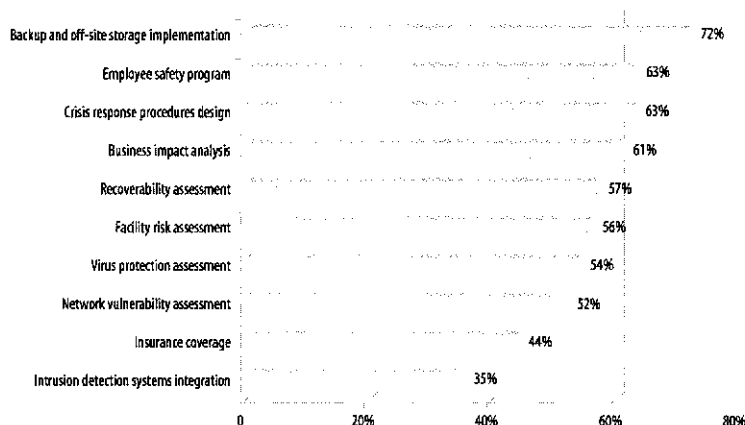 Backup and off-site storage implementation 72%
Employee safety program 63%
Crisis response procedures design 63%
Business impact analysis 61%
Recoverability assessment 57%
Facility risk assessment 56%
Virus protection assessment 54%
Network vulnerability assessment 52%
Insurance coverage 44%
Intrusion detection systems integration 35%
0 20% 40% 60% 80%